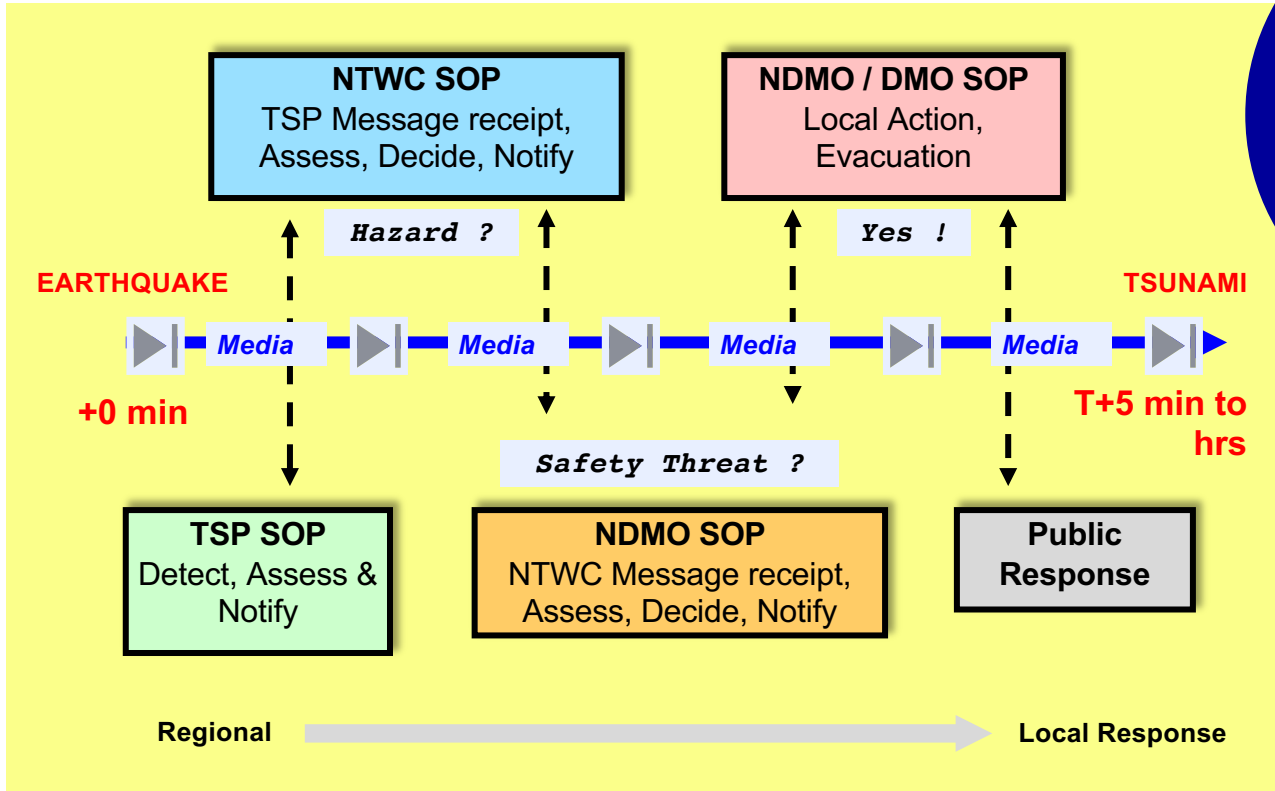 NTWC SOP
TSP Message receipt,
Assess, Decide, Notify
NDMO / DMO SOP
Local Action,
Evacuation
Hazard ?
Yes !
EARTHQUAKE
TSUNAMI
Media
Media
Media
Media
+0 min
T+5 min to
hrs
Safety Threat ?
TSP SOP
Detect, Assess &
Notify
NDMO SOP
NTWC Message receipt,
Assess, Decide, Notify
Public
Response
Regional
Local Response